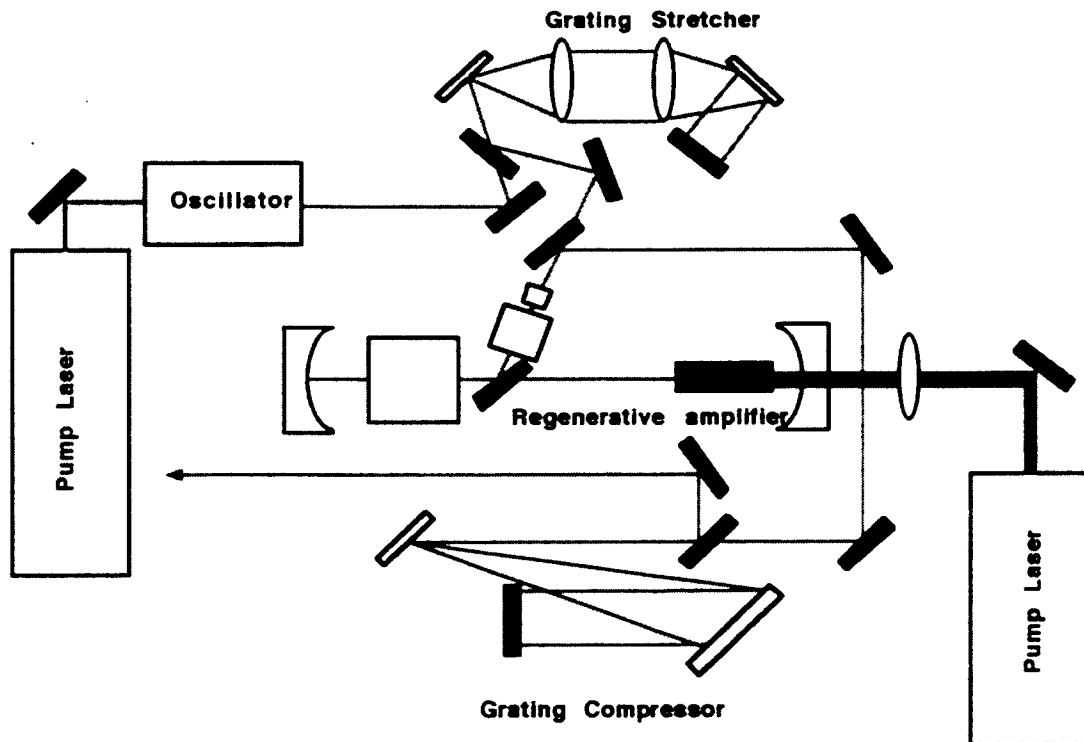 Grating Stretcher
Oscillator
Pump Laser
Regenerative amplifier
Pump Laser
Grating Compressor